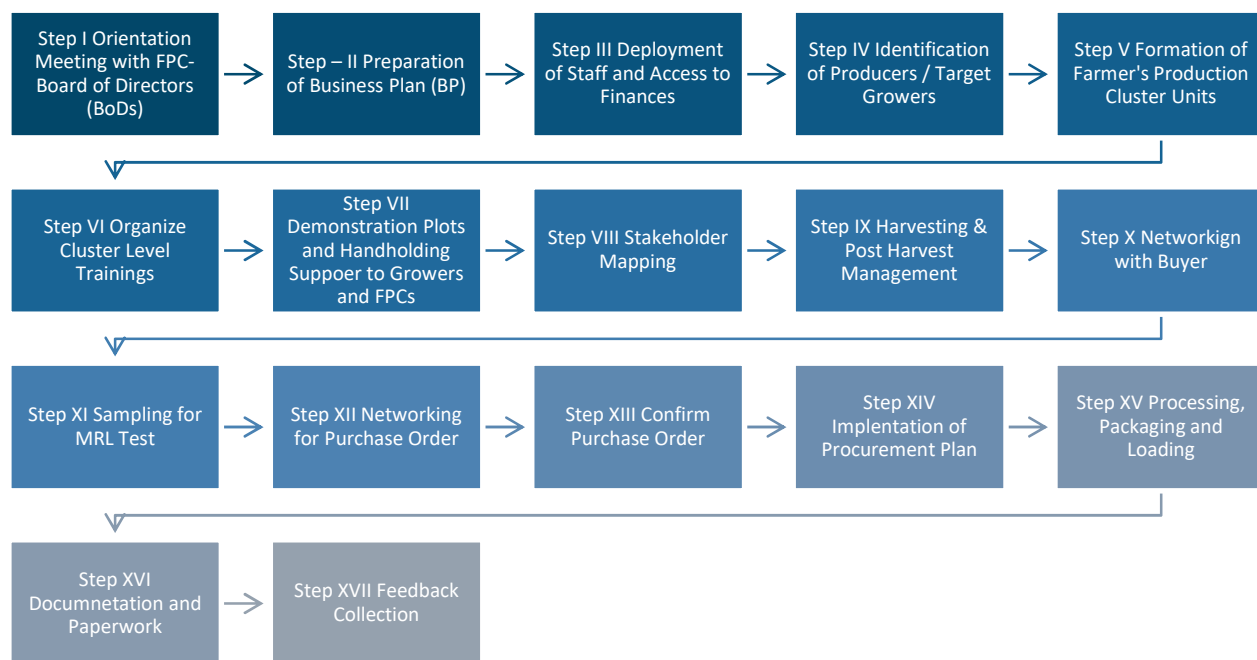 Step I Orientation
Meeting with FPC-
Board of Directors
(BoDs)
Step – II Preparation
of Business Plan (BP)
Step III Deployment
of Staff and Access to
Finances
Step IV Identification
of Producers / Target
Growers
Step V Formation of
Farmer's Production
Cluster Units
Step VI Organize
Cluster Level
Trainings
Step VII
Demonstration Plots
and Handholding
Suppoer to Growers
and FPCs
Step VIII Stakeholder
Mapping
Step IX Harvesting &
Post Harvest
Management
Step X Networkign
with Buyer
Step XI Sampling for
MRL Test
Step XII Networking
for Purchase Order
Step XIII Confirm
Purchase Order
Step XIV
Implentation of
Procurement Plan
Step XV Processing,
Packaging and
Loading
Step XVI
Documnetation and
Paperwork
Step XVII Feedback
Collection